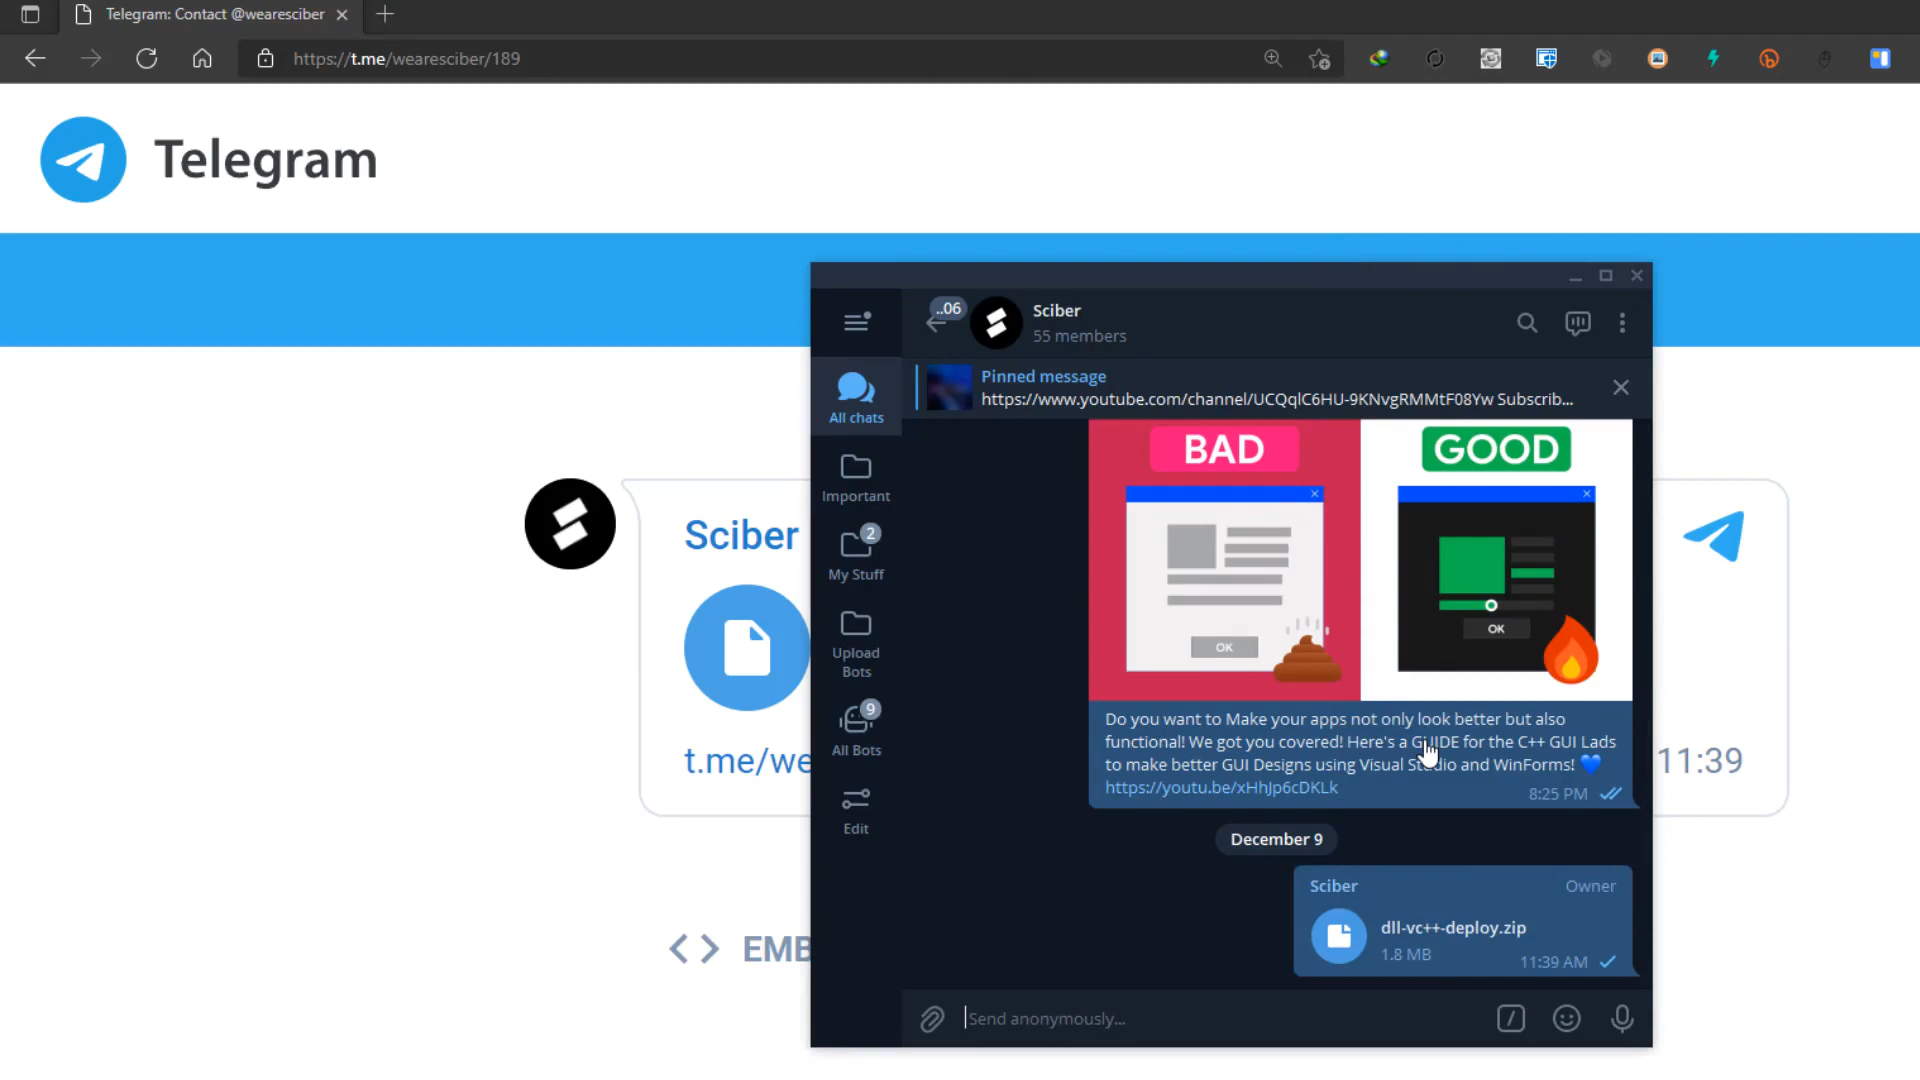 Telegram: Contact @wearesciber
https://t.me/wearesciber/189
Telegram
..06
Sciber
55 members
Pinned message
https://www.youtube.com/channel/UCQqlC6HU-9KNvgRMMtF08Yw Subscrib...
All chats
Important
2
My Stuff
Upload
Bots
9
All Bots
Edit
BAD
GOOD
OK
OK
Do you want to Make your apps not only look better but also
functional! We got you covered! Here's a GUIDE for the C++ GUI Lads
to make better GUI Designs using Visual Studio and WinForms! 💙
https://youtu.be/xHhJp6cDKLk
8:25 PM
December 9
Sciber
Owner
dll-vc++-deploy.zip
1.8 MB
11:39 AM
Send anonymously...
Sciber
t.me/we
11:39
EMB